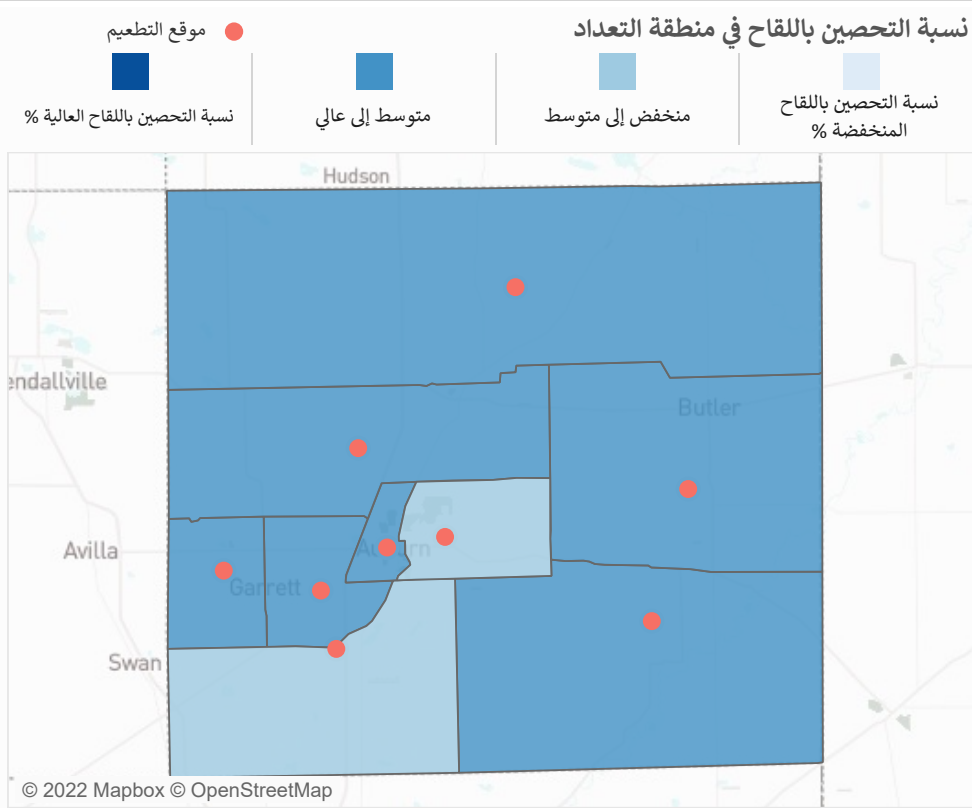 نسبة التحصين باللقاح في منطقة التعداد
موقع التطعيم
نسبة التحصين باللقاح المنخفضة %
منخفض إلى متوسط
متوسط إلى عالي
نسبة التحصين باللقاح العالية %
Hudson
endallville
Butler
Avilla
Auburn
Garrett
Swan
© 2022 Mapbox © OpenStreetMap